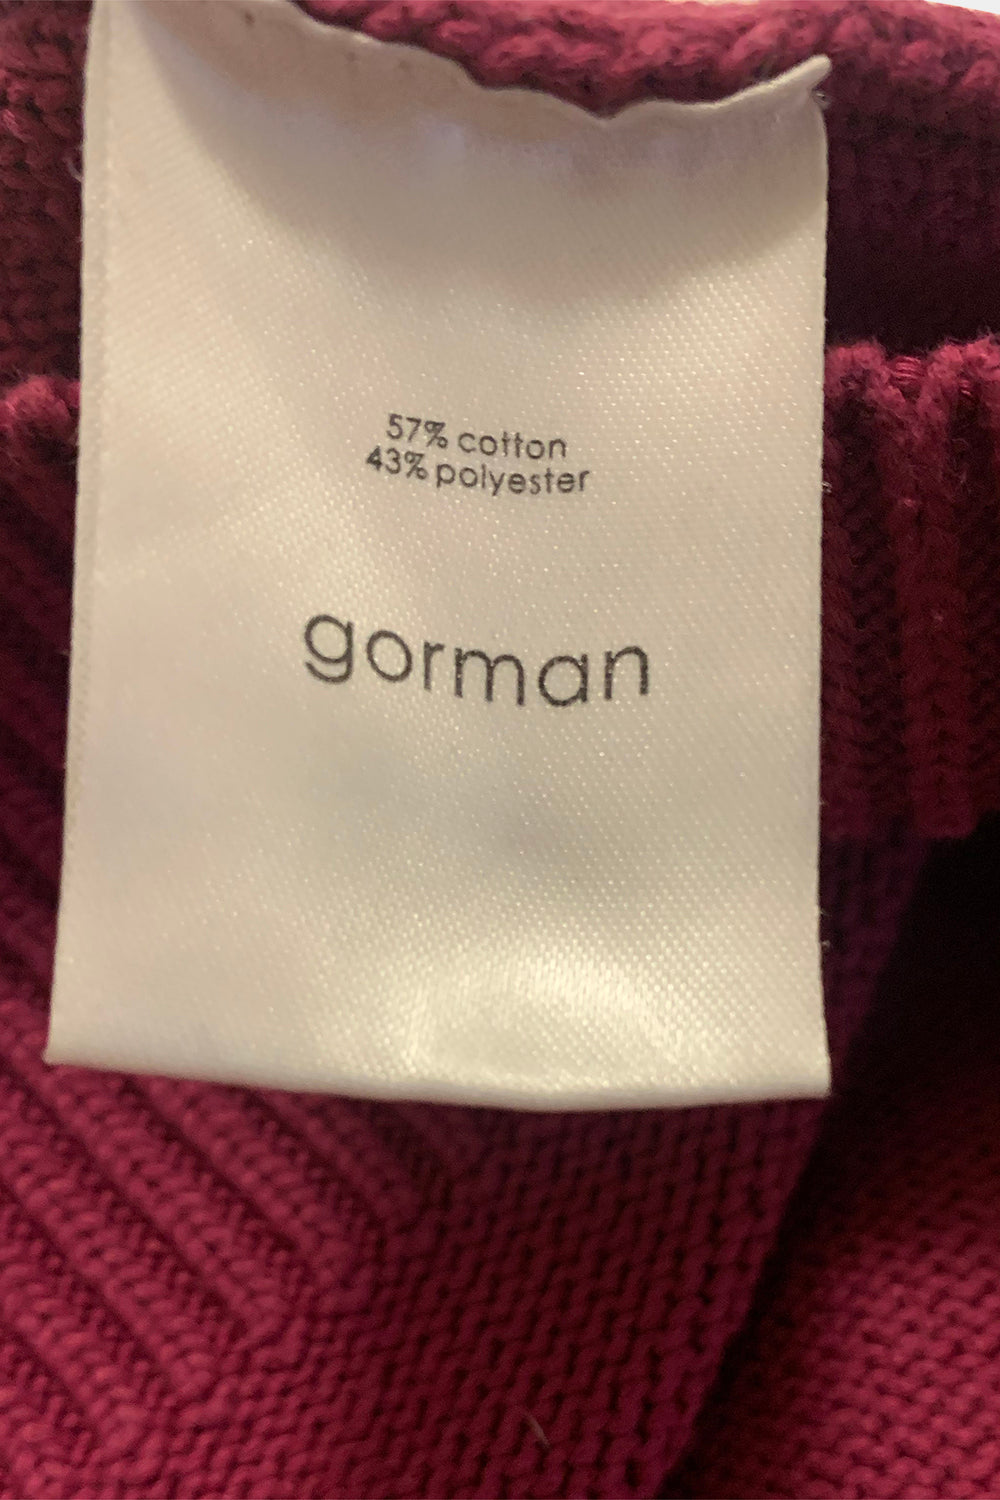 57% cotton
43% polyester
gorman